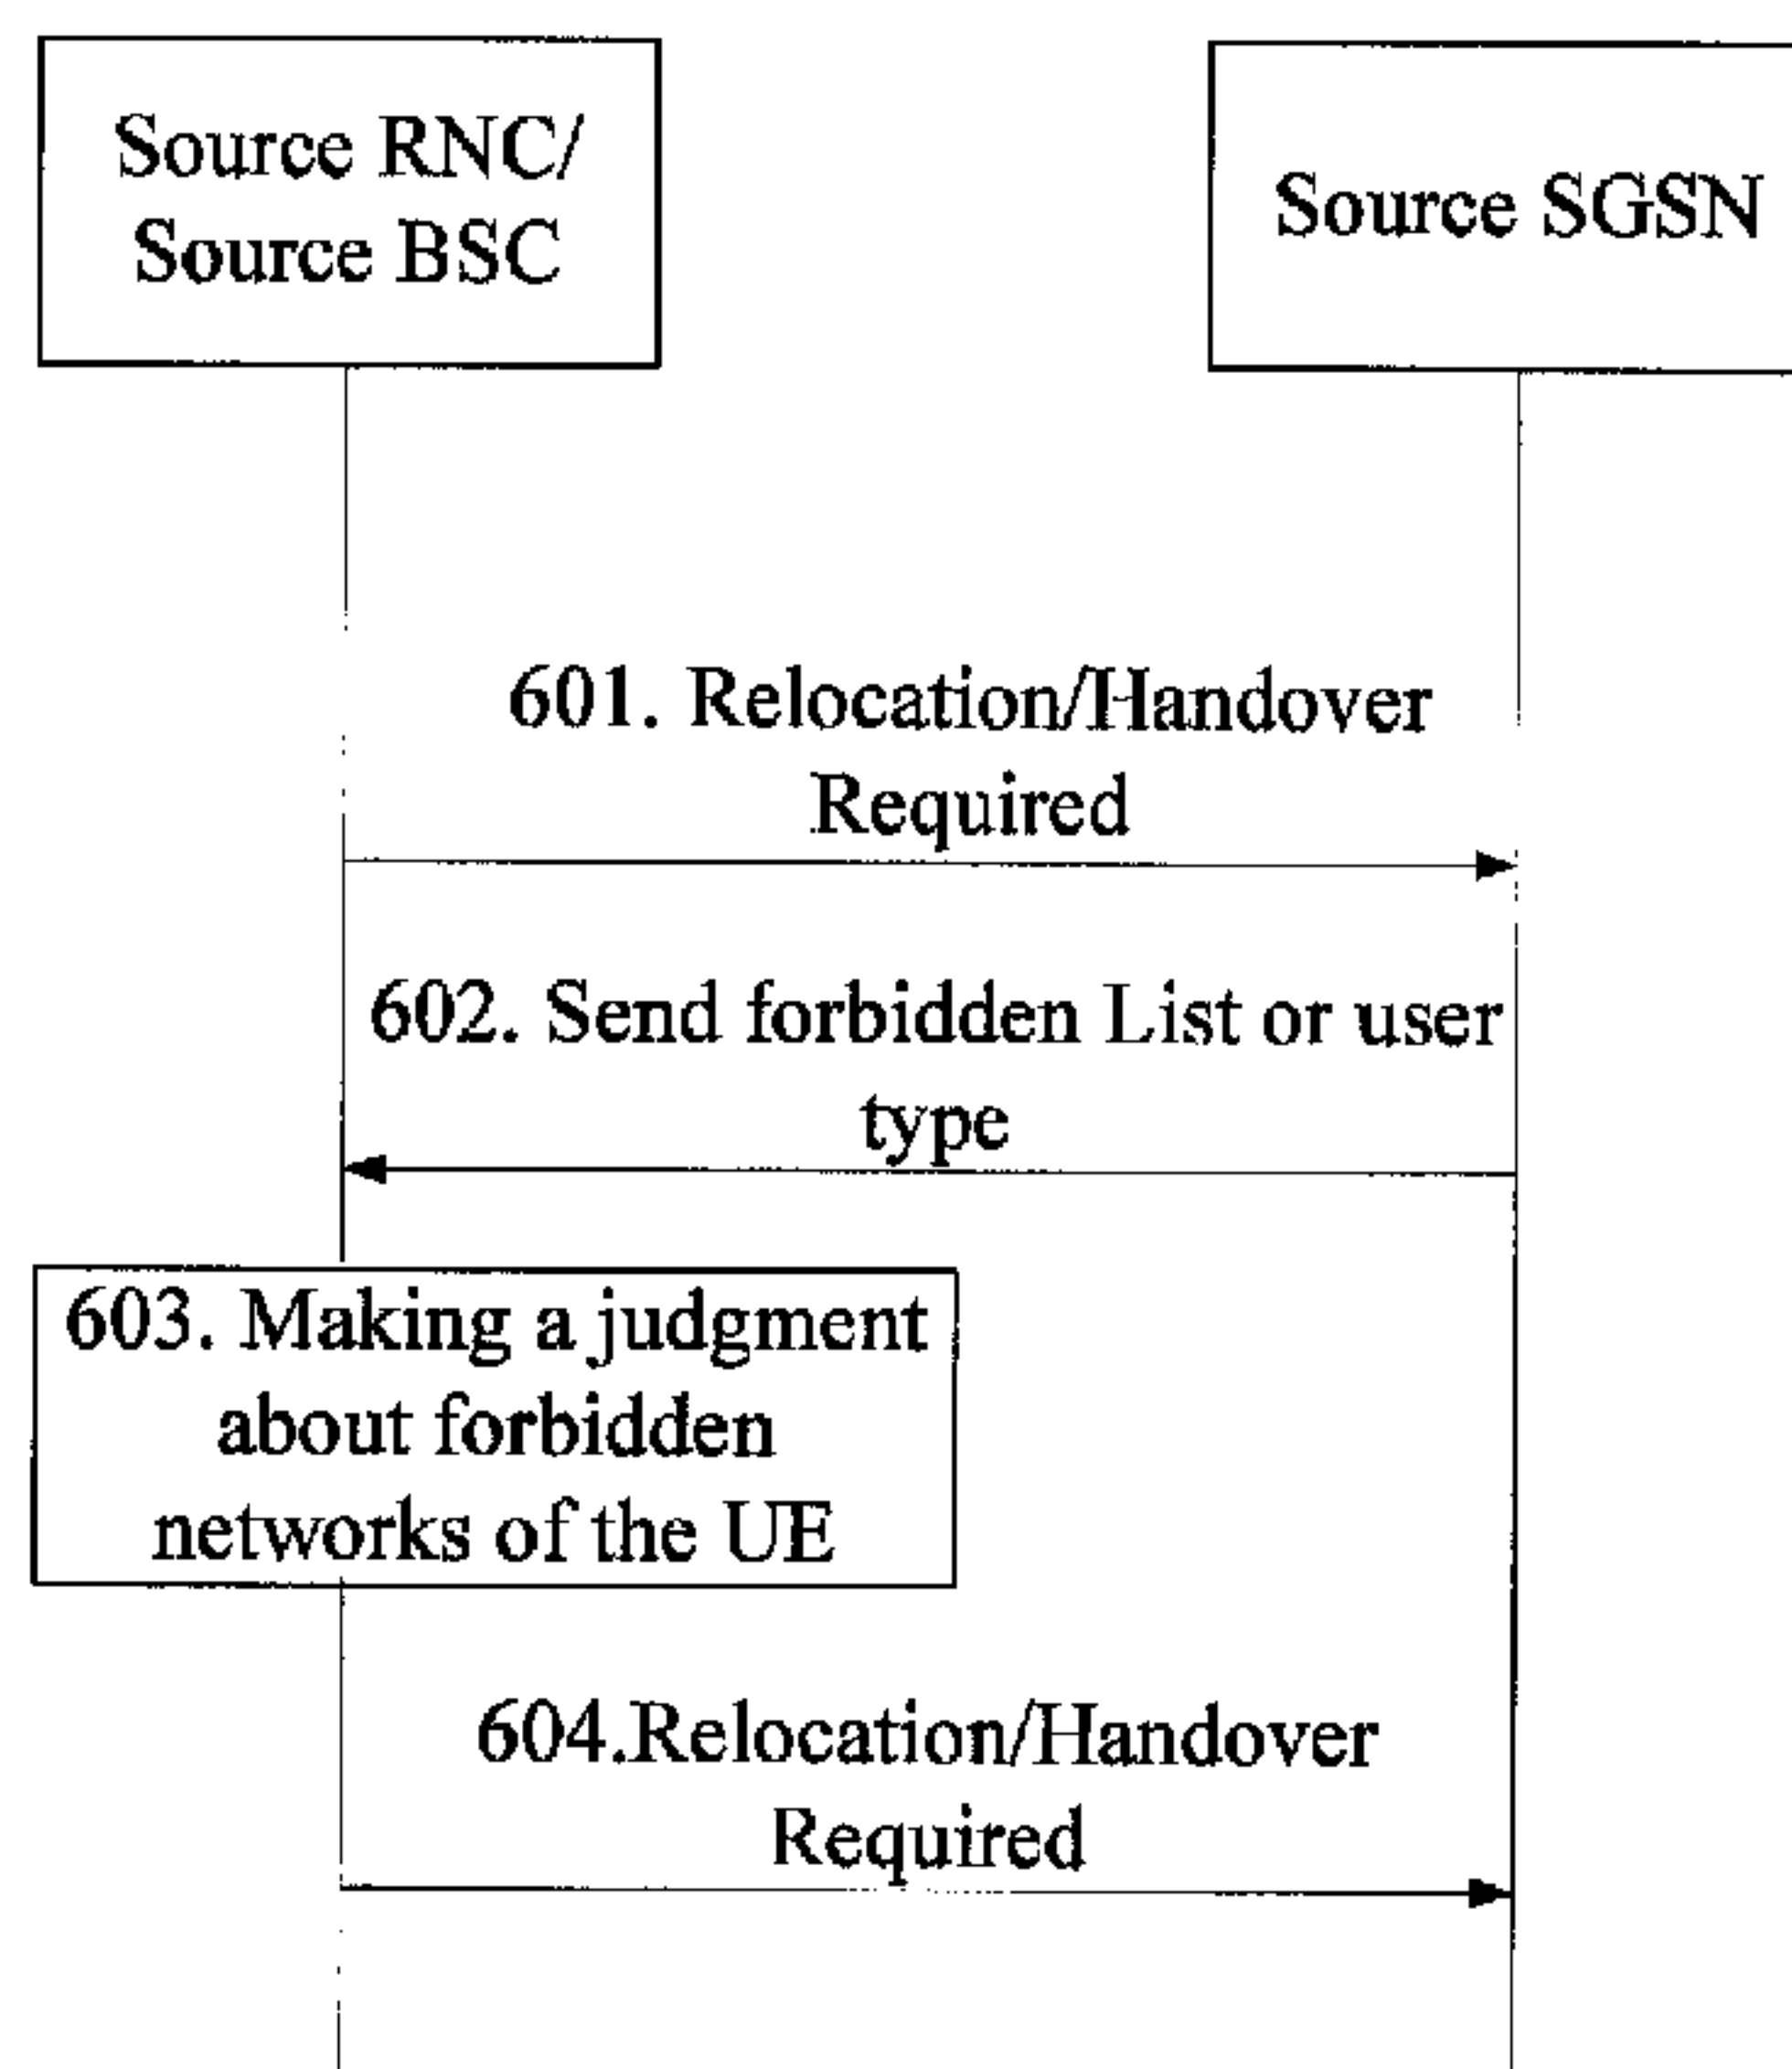 Source RNC/
Source BSC
Source SGSN
601. Relocation/Handover
Required
602. Send forbidden List or user
type
603. Making a judgment
about forbidden
networks of the UE
604.Relocation/Handover
Required